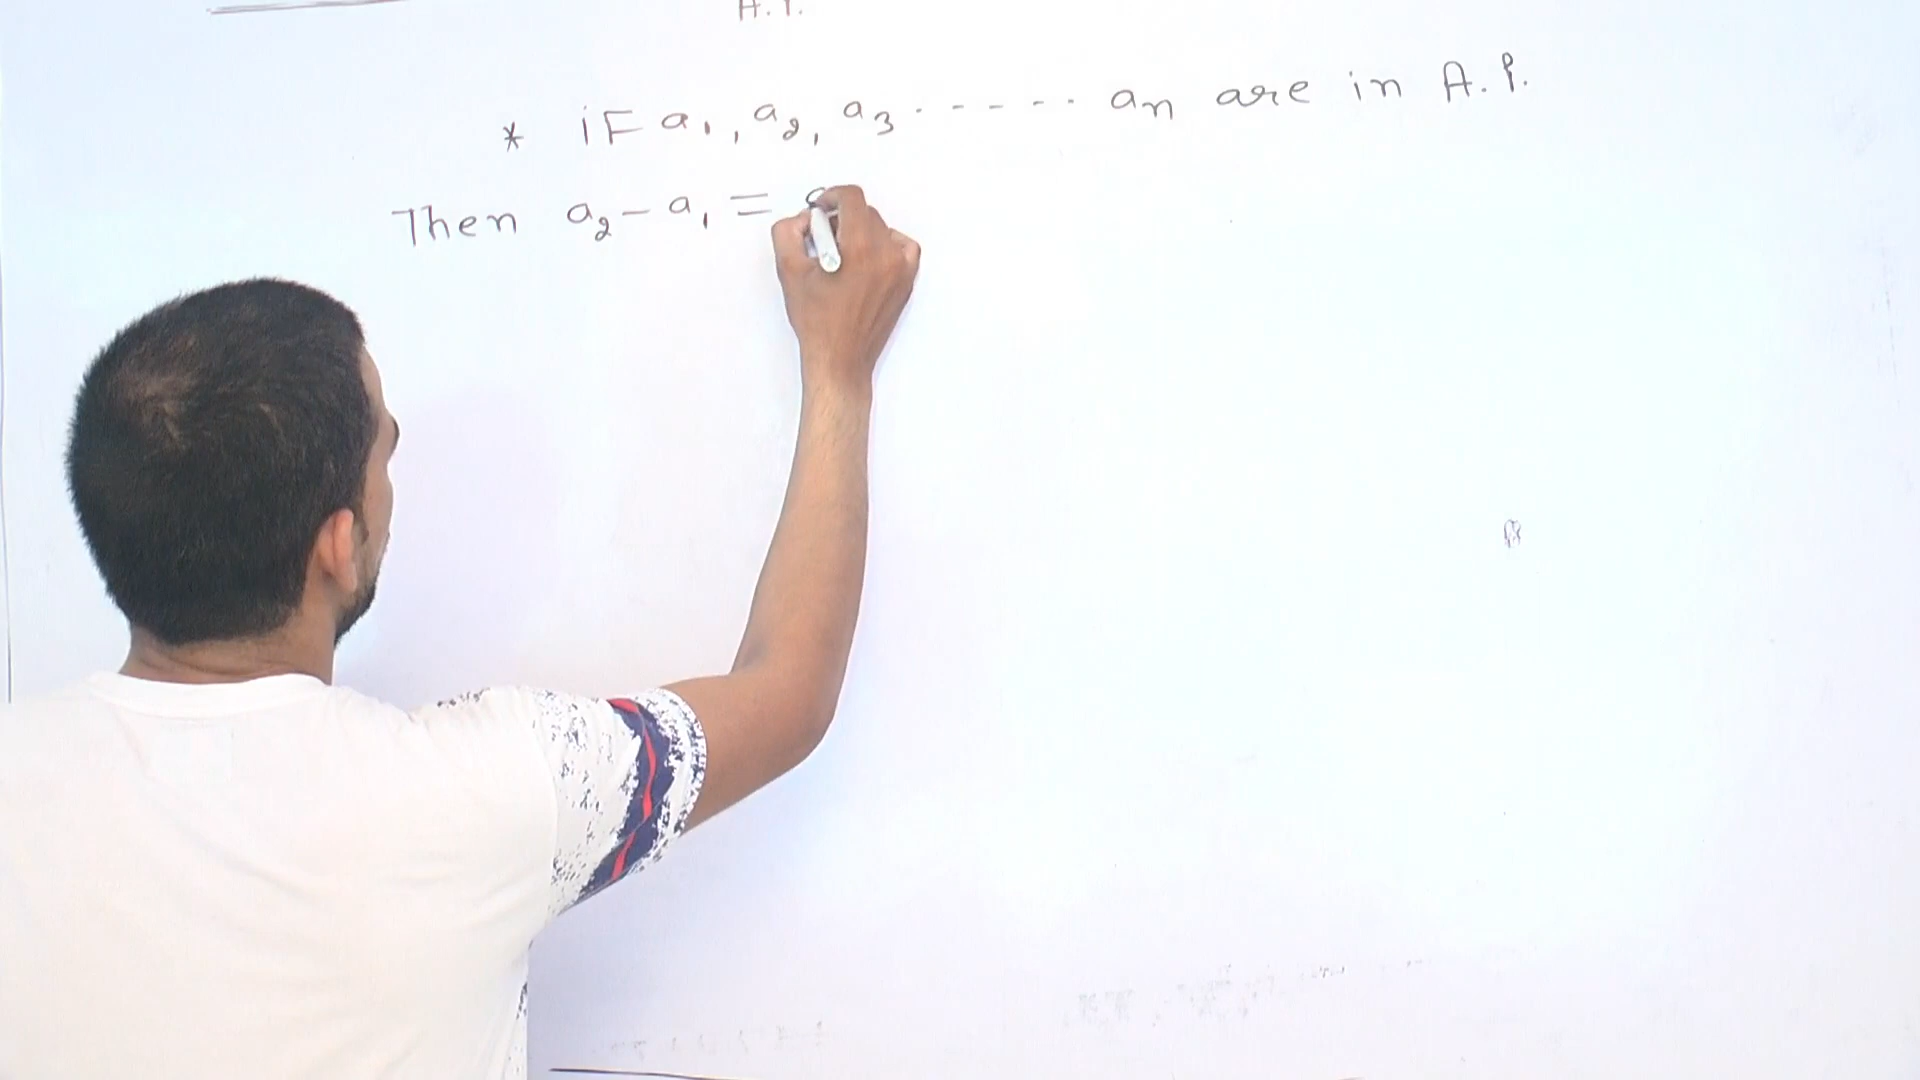 A.P.
* iF a₁, a₂, a₃ ------ aₙ are in A.P.
Then a₂ - a₁ = a